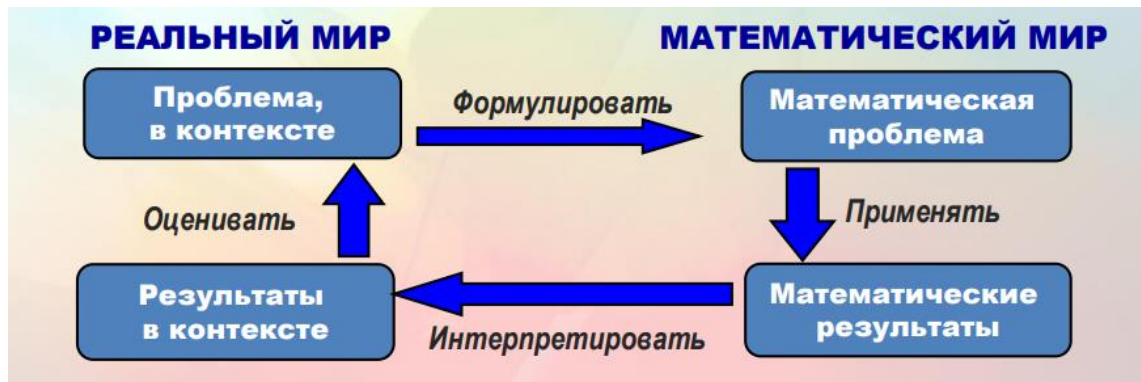 РЕАЛЬНЫЙ МИР
МАТЕМАТИЧЕСКИЙ МИР
Проблема,
в контексте
Формулировать
Математическая
проблема
Оценивать
Применять
Результаты
в контексте
Интерпретировать
Математические
результаты